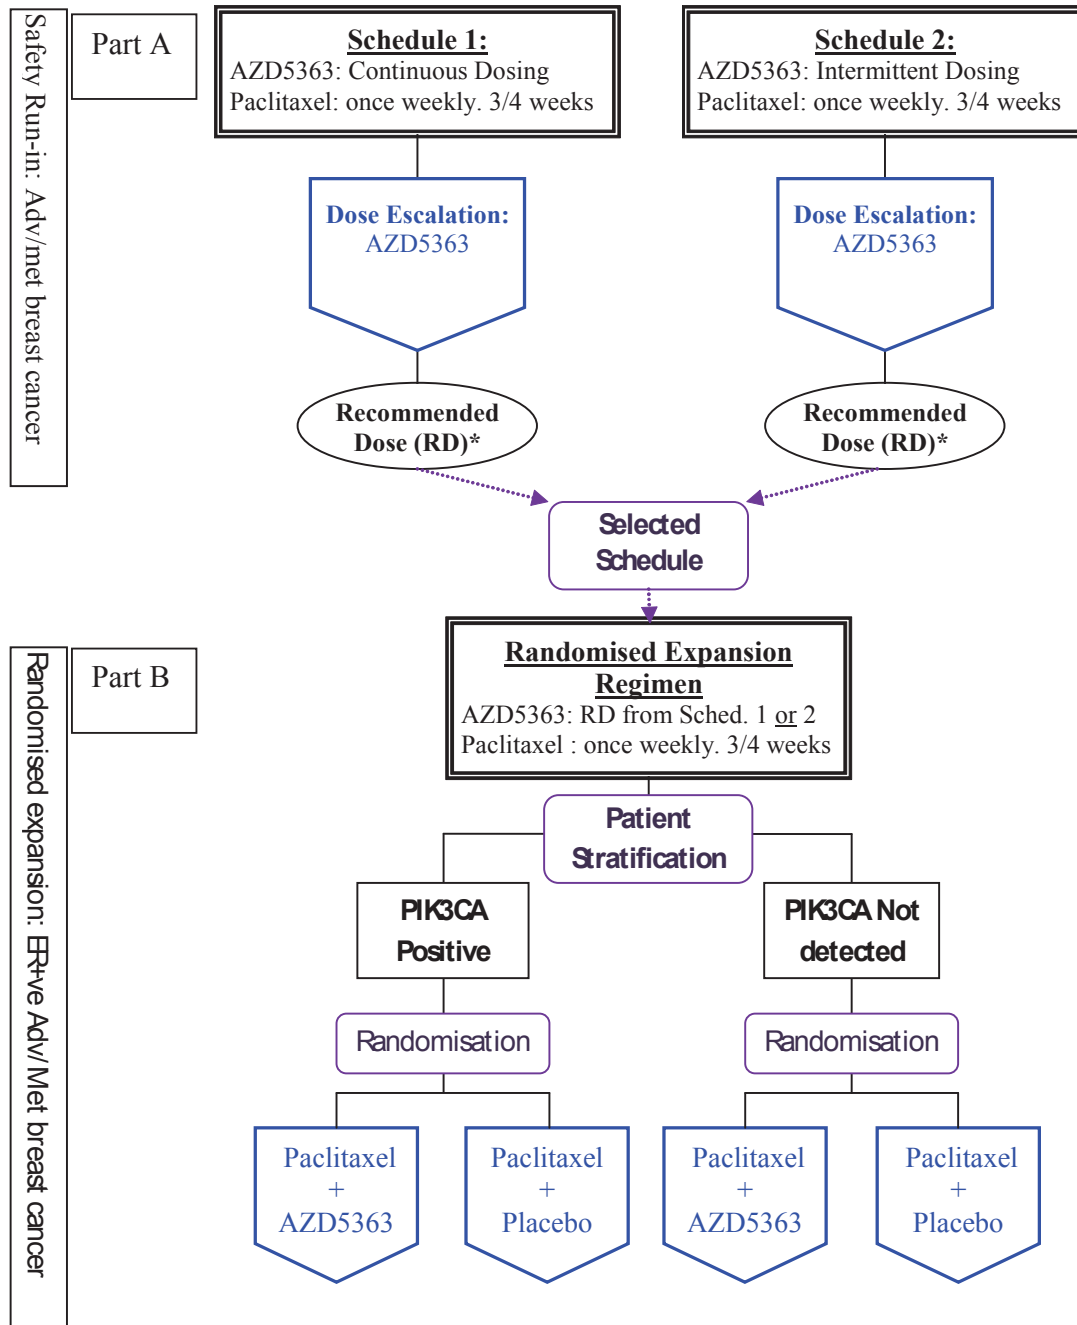 Safety Run-in: Adv/met breast cancer
Part A
Schedule 1:
AZD5363: Continuous Dosing
Paclitaxel: once weekly. 3/4 weeks
Schedule 2:
AZD5363: Intermittent Dosing
Paclitaxel: once weekly. 3/4 weeks
Dose Escalation:
AZD5363
Dose Escalation:
AZD5363
Recommended
Dose (RD)*
Recommended
Dose (RD)*
Selected
Schedule
Randomised expansion: ER+ve Adv/Met breast cancer
Part B
Randomised Expansion
Regimen
AZD5363: RD from Sched. 1 or 2
Paclitaxel : once weekly. 3/4 weeks
Patient
Stratification
PIK3CA
Positive
PIK3CA Not
detected
Randomisation
Randomisation
Paclitaxel
+
AZD5363
Paclitaxel
+
Placebo
Paclitaxel
+
AZD5363
Paclitaxel
+
Placebo